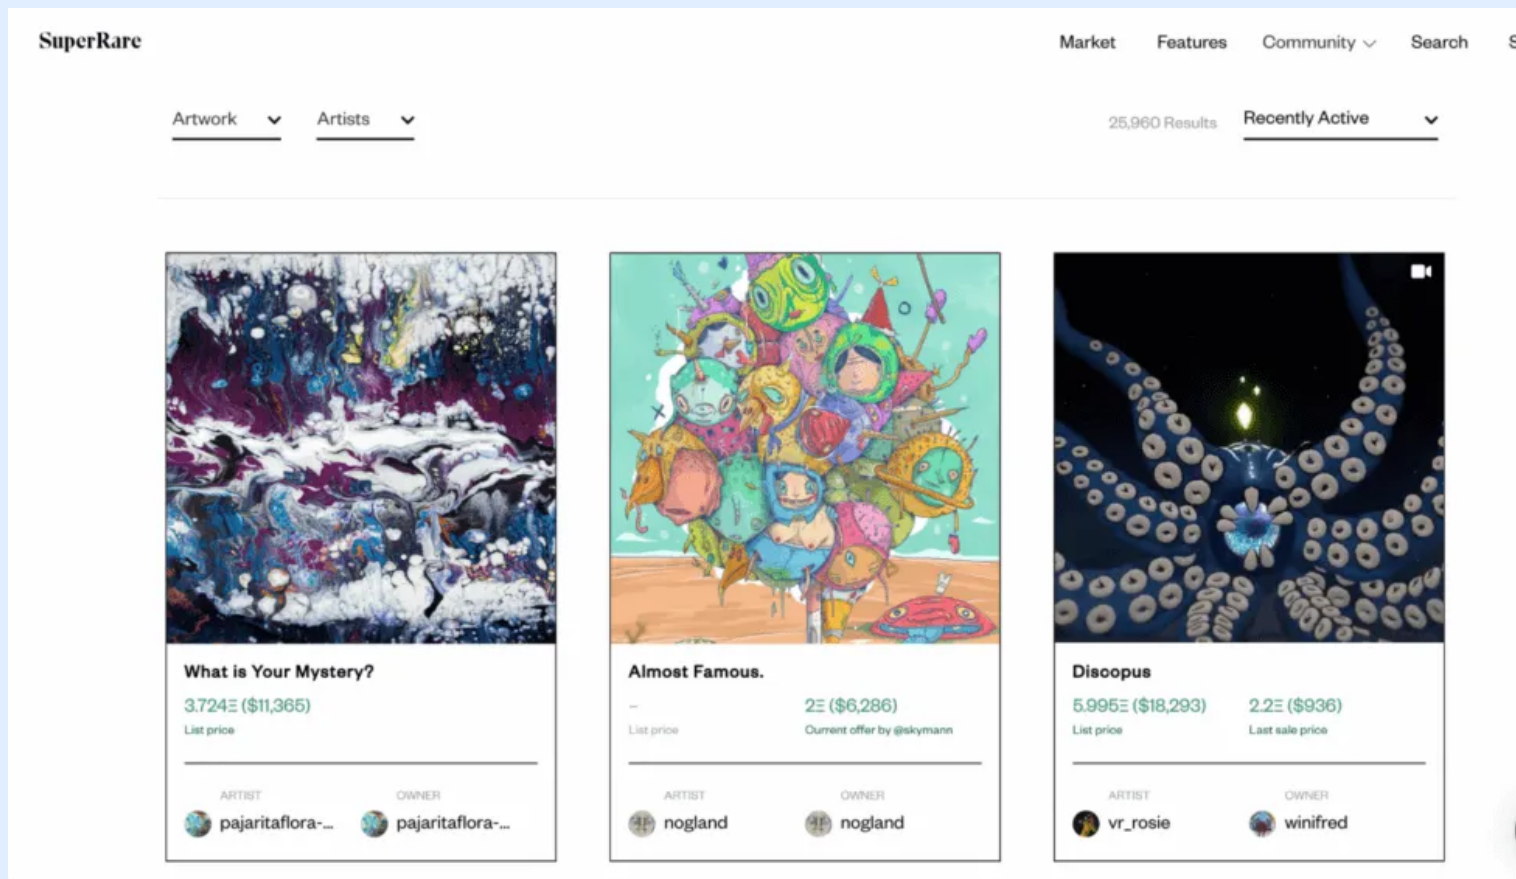 SuperRare
Market Features Community Search S
Artwork Artists 25,960 Results Recently Active
What is Your Mystery?
3.724Ξ ($11,365)
List price
ARTIST OWNER
pajaritaflora-... pajaritaflora-...
Almost Famous.
– 2Ξ ($6,286)
List price Current offer by @skymann
ARTIST OWNER
nogland nogland
Discopus
5.995Ξ ($18,293) 2.2Ξ ($936)
List price Last sale price
ARTIST OWNER
vr_rosie winifred